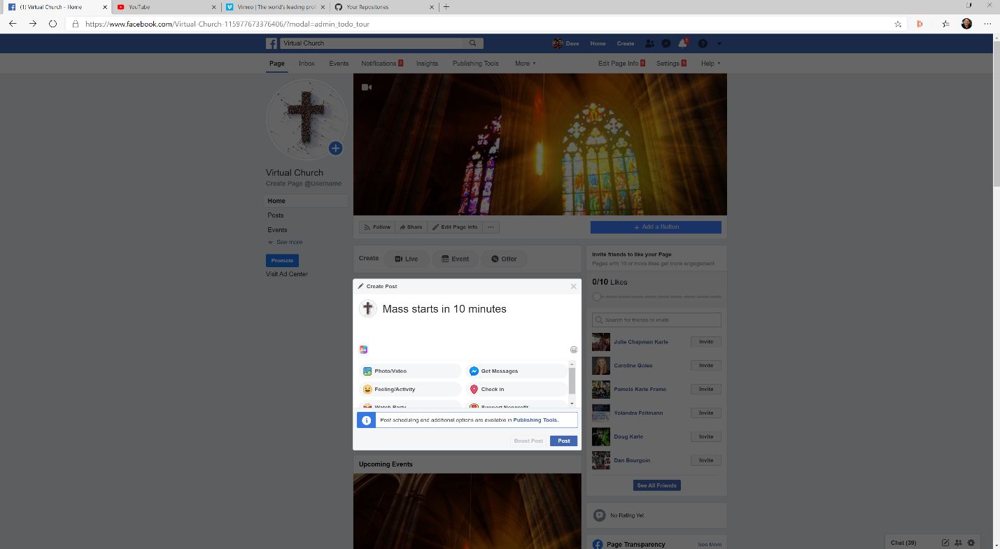 (1) Virtual Church - Home
YouTube
Vimeo | The world's leading prof
Your Repositories
https://www.facebook.com/Virtual-Church-115977673376406/?modal=admin_todo_tour
Virtual Church
Dave Home Create 1
Page Inbox Events Notifications Insights Publishing Tools More Edit Page Info 5 Settings 5 Help
Virtual Church
Create Page @Username
Home
Posts
Events
See more
Promote
Visit Ad Center
Follow Share Edit Page Info ...
+ Add a Button
Create Live Event Offer
Create Post
Mass starts in 10 minutes
Aa
Photo/Video Get Messages
Feeling/Activity Check in
Watch Party Support Nonprofit
Post scheduling and additional options are available in Publishing Tools.
Boost Post Post
Upcoming Events
Invite friends to like your Page
Pages with 10 or more likes get more engagement.
0/10 Likes
Search for friends to invite
Julie Chapman Karle Invite
Caroline Goles Invite
Pamela Karle Frame Invite
Yolandra Feltmann Invite
Doug Karle Invite
Dan Bourgoin Invite
See All Friends
No Rating Yet
Page Transparency See More
Chat (39)